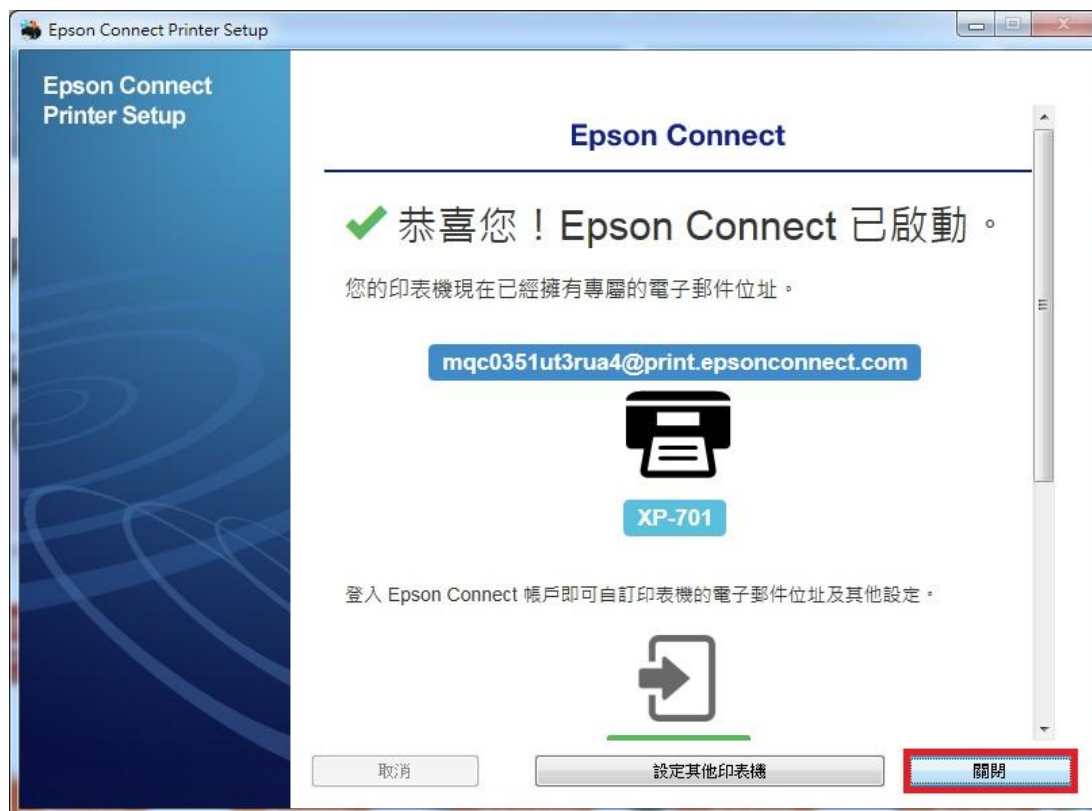 Epson Connect Printer Setup
Epson Connect
Printer Setup
Epson Connect
恭喜您！Epson Connect 已啟動。
您的印表機現在已經擁有專屬的電子郵件位址。
mqc0351ut3rua4@print.epsonconnect.com
XP-701
登入 Epson Connect 帳戶即可自訂印表機的電子郵件位址及其他設定。
取消
設定其他印表機
關閉